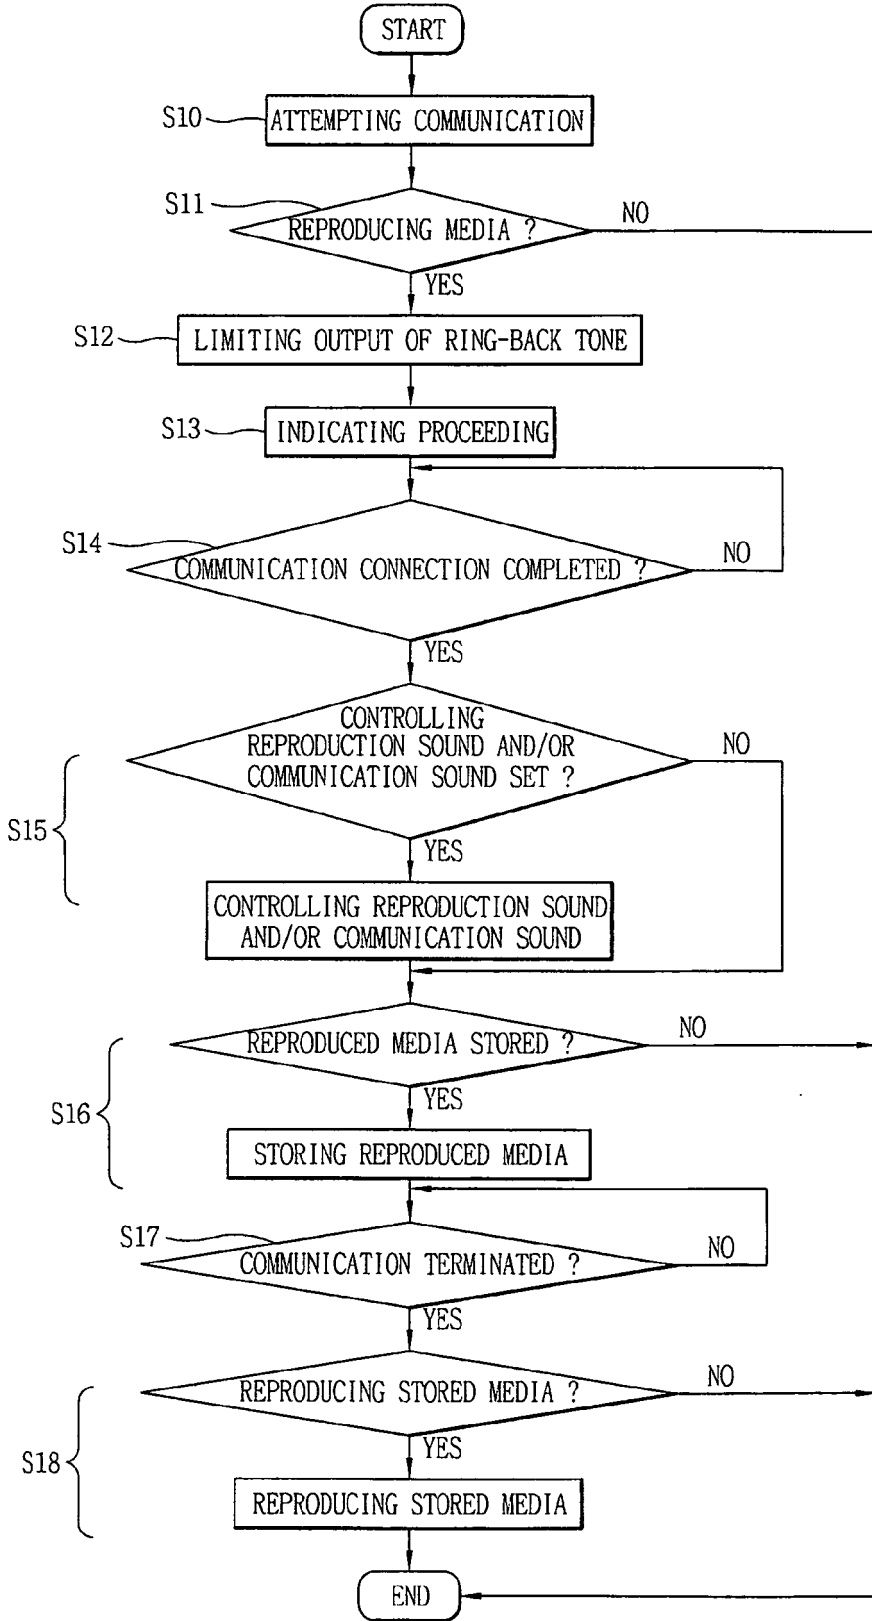 START
S10
ATTEMPTING COMMUNICATION
S11
REPRODUCING MEDIA ?
NO
YES
S12
LIMITING OUTPUT OF RING-BACK TONE
S13
INDICATING PROCEEDING
S14
COMMUNICATION CONNECTION COMPLETED ?
NO
YES
CONTROLLING
REPRODUCTION SOUND AND/OR
COMMUNICATION SOUND SET ?
NO
S15
YES
CONTROLLING REPRODUCTION SOUND
AND/OR COMMUNICATION SOUND
REPRODUCED MEDIA STORED ?
NO
S16
YES
STORING REPRODUCED MEDIA
S17
COMMUNICATION TERMINATED ?
NO
YES
REPRODUCING STORED MEDIA ?
NO
S18
YES
REPRODUCING STORED MEDIA
END